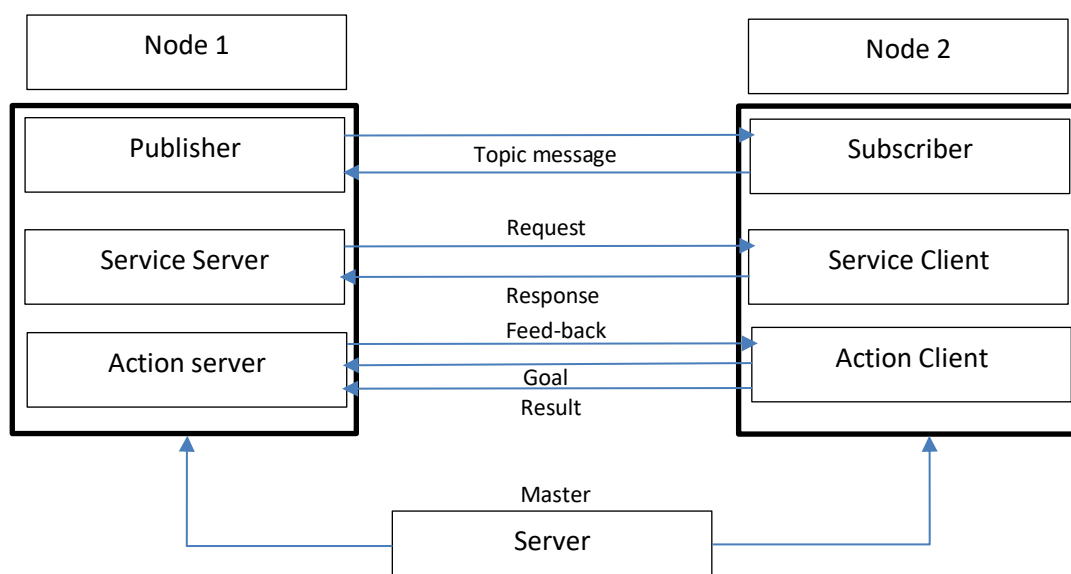 Node 1
Node 2
Publisher
Topic message
Subscriber
Request
Service Server
Service Client
Response
Feed-back
Action server
Action Client
Goal
Result
Master
Server